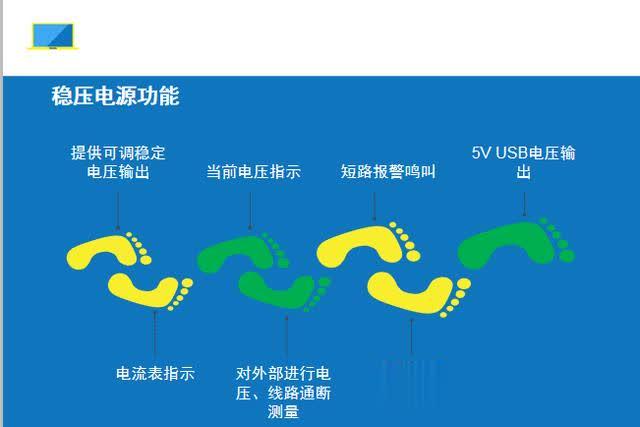 稳压电源功能
提供可调稳定
电压输出
当前电压指示
短路报警鸣叫
5V USB电压输
出
电流表指示
对外部进行电
压、线路通断
测量